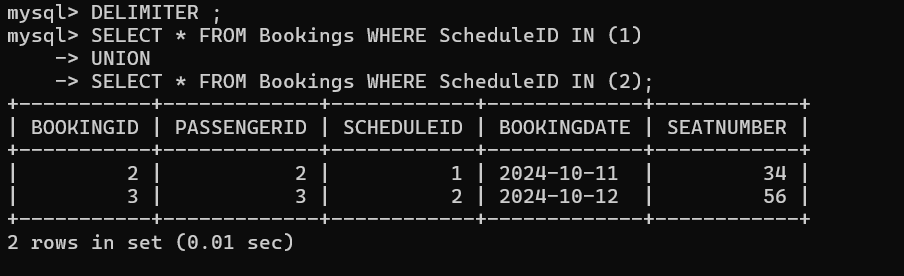 mysql> DELIMITER ;
mysql> SELECT * FROM Bookings WHERE ScheduleID IN (1)
    -> UNION
    -> SELECT * FROM Bookings WHERE ScheduleID IN (2);
+-----------+-------------+------------+-------------+------------+
| BOOKINGID | PASSENGERID | SCHEDULEID | BOOKINGDATE | SEATNUMBER |
+-----------+-------------+------------+-------------+------------+
|         2 |           2 |          1 | 2024-10-11  |         34 |
|         3 |           3 |          2 | 2024-10-12  |         56 |
+-----------+-------------+------------+-------------+------------+
2 rows in set (0.01 sec)